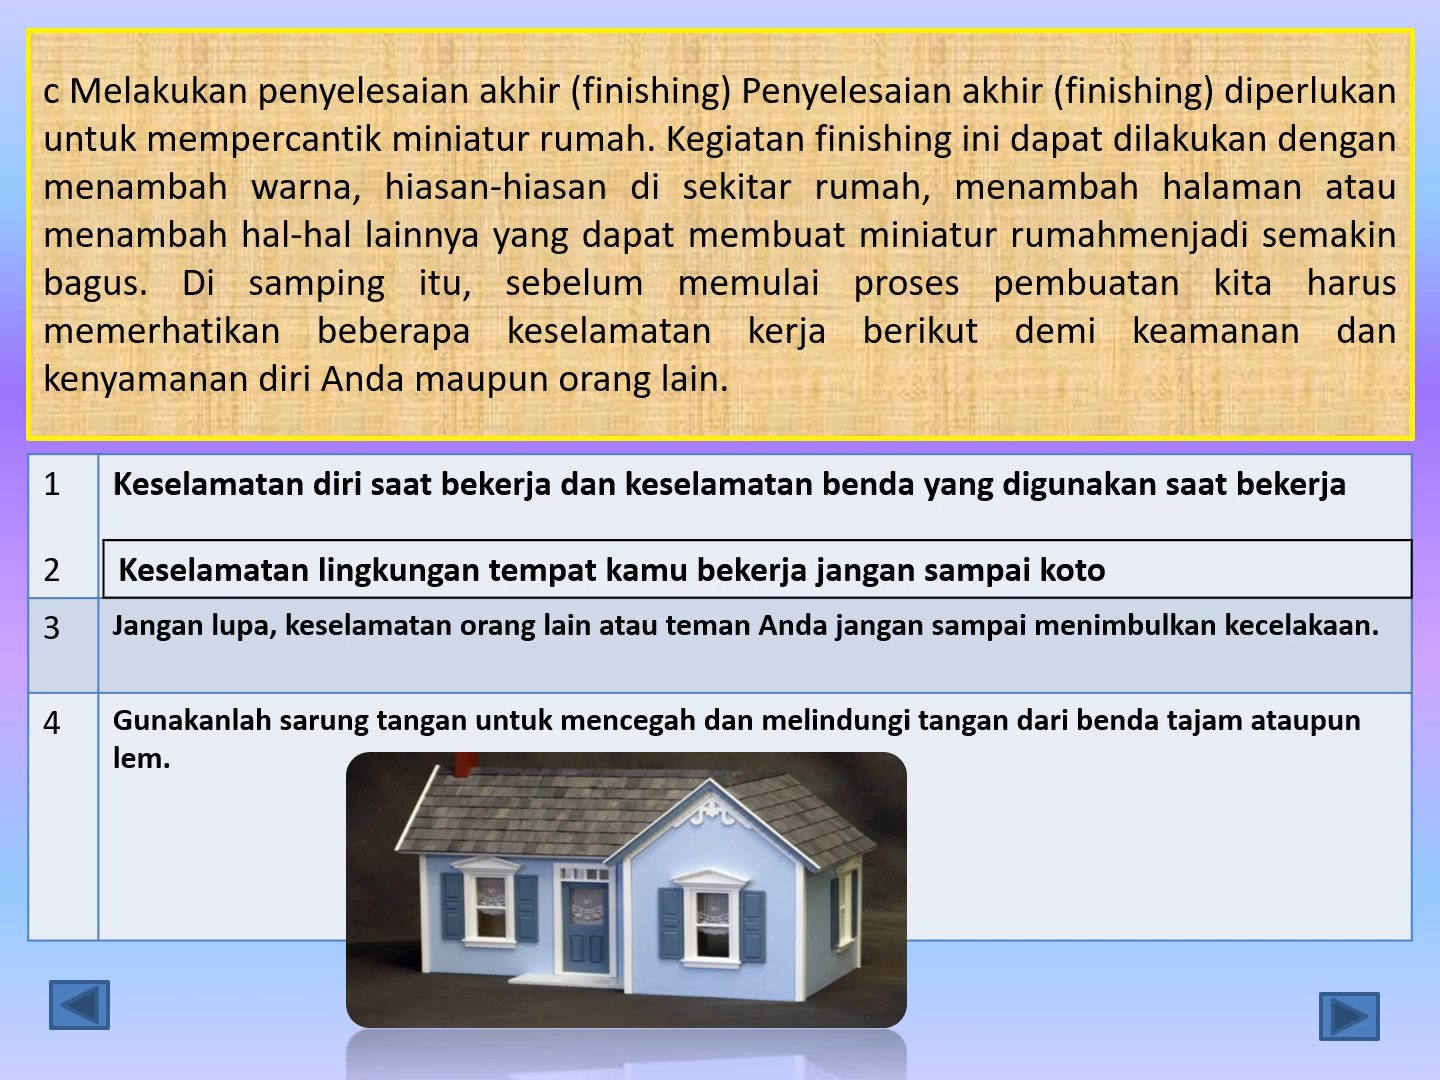 c Melakukan penyelesaian akhir (finishing) Penyelesaian akhir (finishing) diperlukan
untuk mempercantik miniatur rumah. Kegiatan finishing ini dapat dilakukan dengan
menambah warna, hiasan-hiasan di sekitar rumah, menambah halaman atau
menambah hal-hal lainnya yang dapat membuat miniatur rumahmenjadi semakin
bagus. Di samping itu, sebelum memulai proses pembuatan kita harus
memerhatikan beberapa keselamatan kerja berikut demi keamanan dan
kenyamanan diri Anda maupun orang lain.
1 Keselamatan diri saat bekerja dan keselamatan benda yang digunakan saat bekerja
2 Keselamatan lingkungan tempat kamu bekerja jangan sampai koto
3 Jangan lupa, keselamatan orang lain atau teman Anda jangan sampai menimbulkan kecelakaan.
4 Gunakanlah sarung tangan untuk mencegah dan melindungi tangan dari benda tajam ataupun
lem.